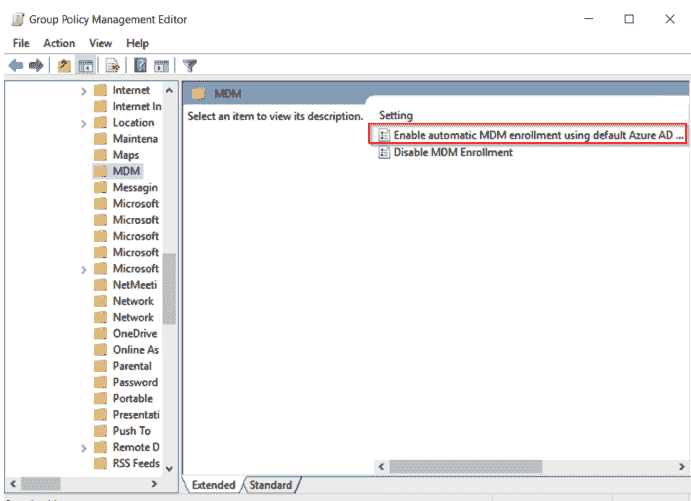 Group Policy Management Editor
File Action View Help
Internet
Internet In
Location
Maintena
Maps
MDM
Messagin
Microsoft
Microsoft
Microsoft
Microsoft
Microsoft
NetMeeti
Network
Network
OneDrive
Online As
Parental
Password
Portable
Presentati
Push To
Remote D
RSS Feeds
MDM
Select an item to view its description.
Setting
Enable automatic MDM enrollment using default Azure AD ...
Disable MDM Enrollment
Extended Standard